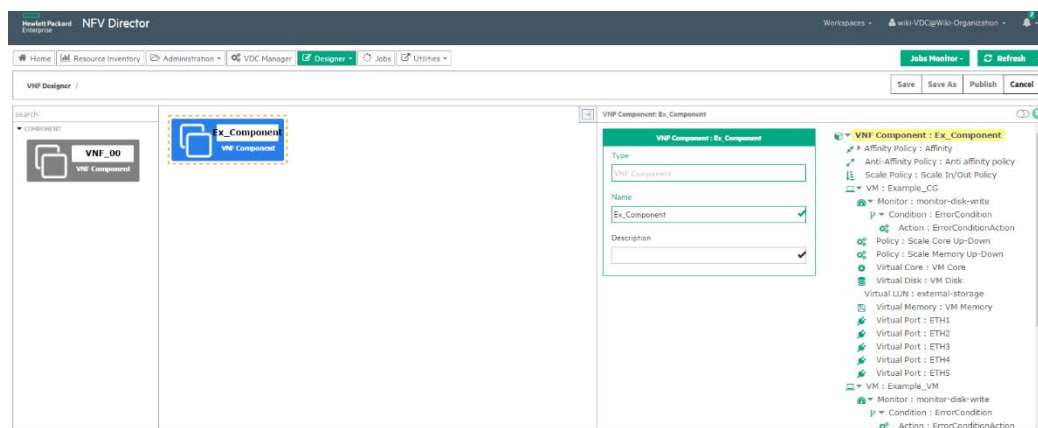 Hewlett Packard
Enterprise
NFV Director
Workspaces
wiki-VDC@Wiki-Organization
2
Home
Resource Inventory
Administration
VDC Manager
Designer
Jobs
Utilities
Jobs Monitor
Refresh
VNF Designer /
Save
Save As
Publish
Cancel
search
COMPONENT
VNF_00
VNF Component
Ex_Component
VNF Component
VNF Component: Ex_Component
VNF Component : Ex_Component
Type
VNF Component
Name
Ex_Component
Description
VNF Component : Ex_Component
Affinity Policy : Affinity
Anti-Affinity Policy : Anti affinity policy
Scale Policy : Scale In/Out Policy
VM : Example_CG
Monitor : monitor-disk-write
Condition : ErrorCondition
Action : ErrorConditionAction
Policy : Scale Core Up-Down
Policy : Scale Memory Up-Down
Virtual Core : VM Core
Virtual Disk : VM Disk
Virtual LUN : external-storage
Virtual Memory : VM Memory
Virtual Port : ETH1
Virtual Port : ETH2
Virtual Port : ETH3
Virtual Port : ETH4
Virtual Port : ETH5
VM : Example_VM
Monitor : monitor-disk-write
Condition : ErrorCondition
Action : ErrorConditionAction